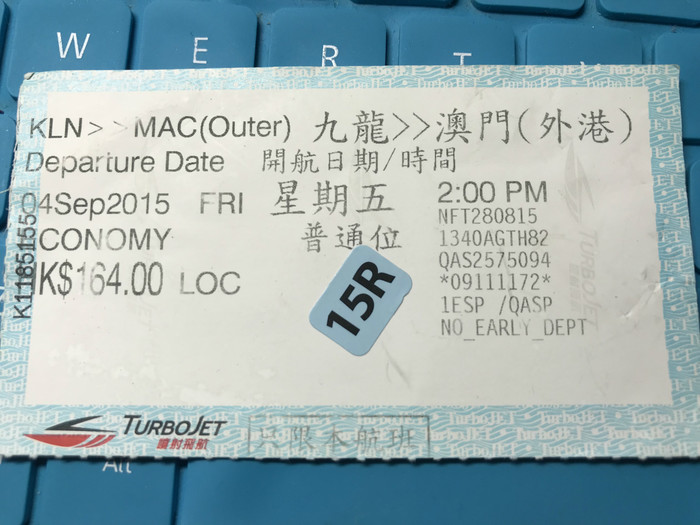 W E R T
KLN>>MAC(Outer) 九龍>>澳門(外港)
Departure Date 開航日期/時間
04Sep2015 FRI 星期五 2:00 PM
NFT280815
CONOMY 普通位 1340AGTH82
QAS2575094
K$164.00 LOC *09111172*
1ESP /QASP
NO_EARLY_DEPT
15R
TURBOJET
噴射飛航
只限本航班
TURBOJET
Alt